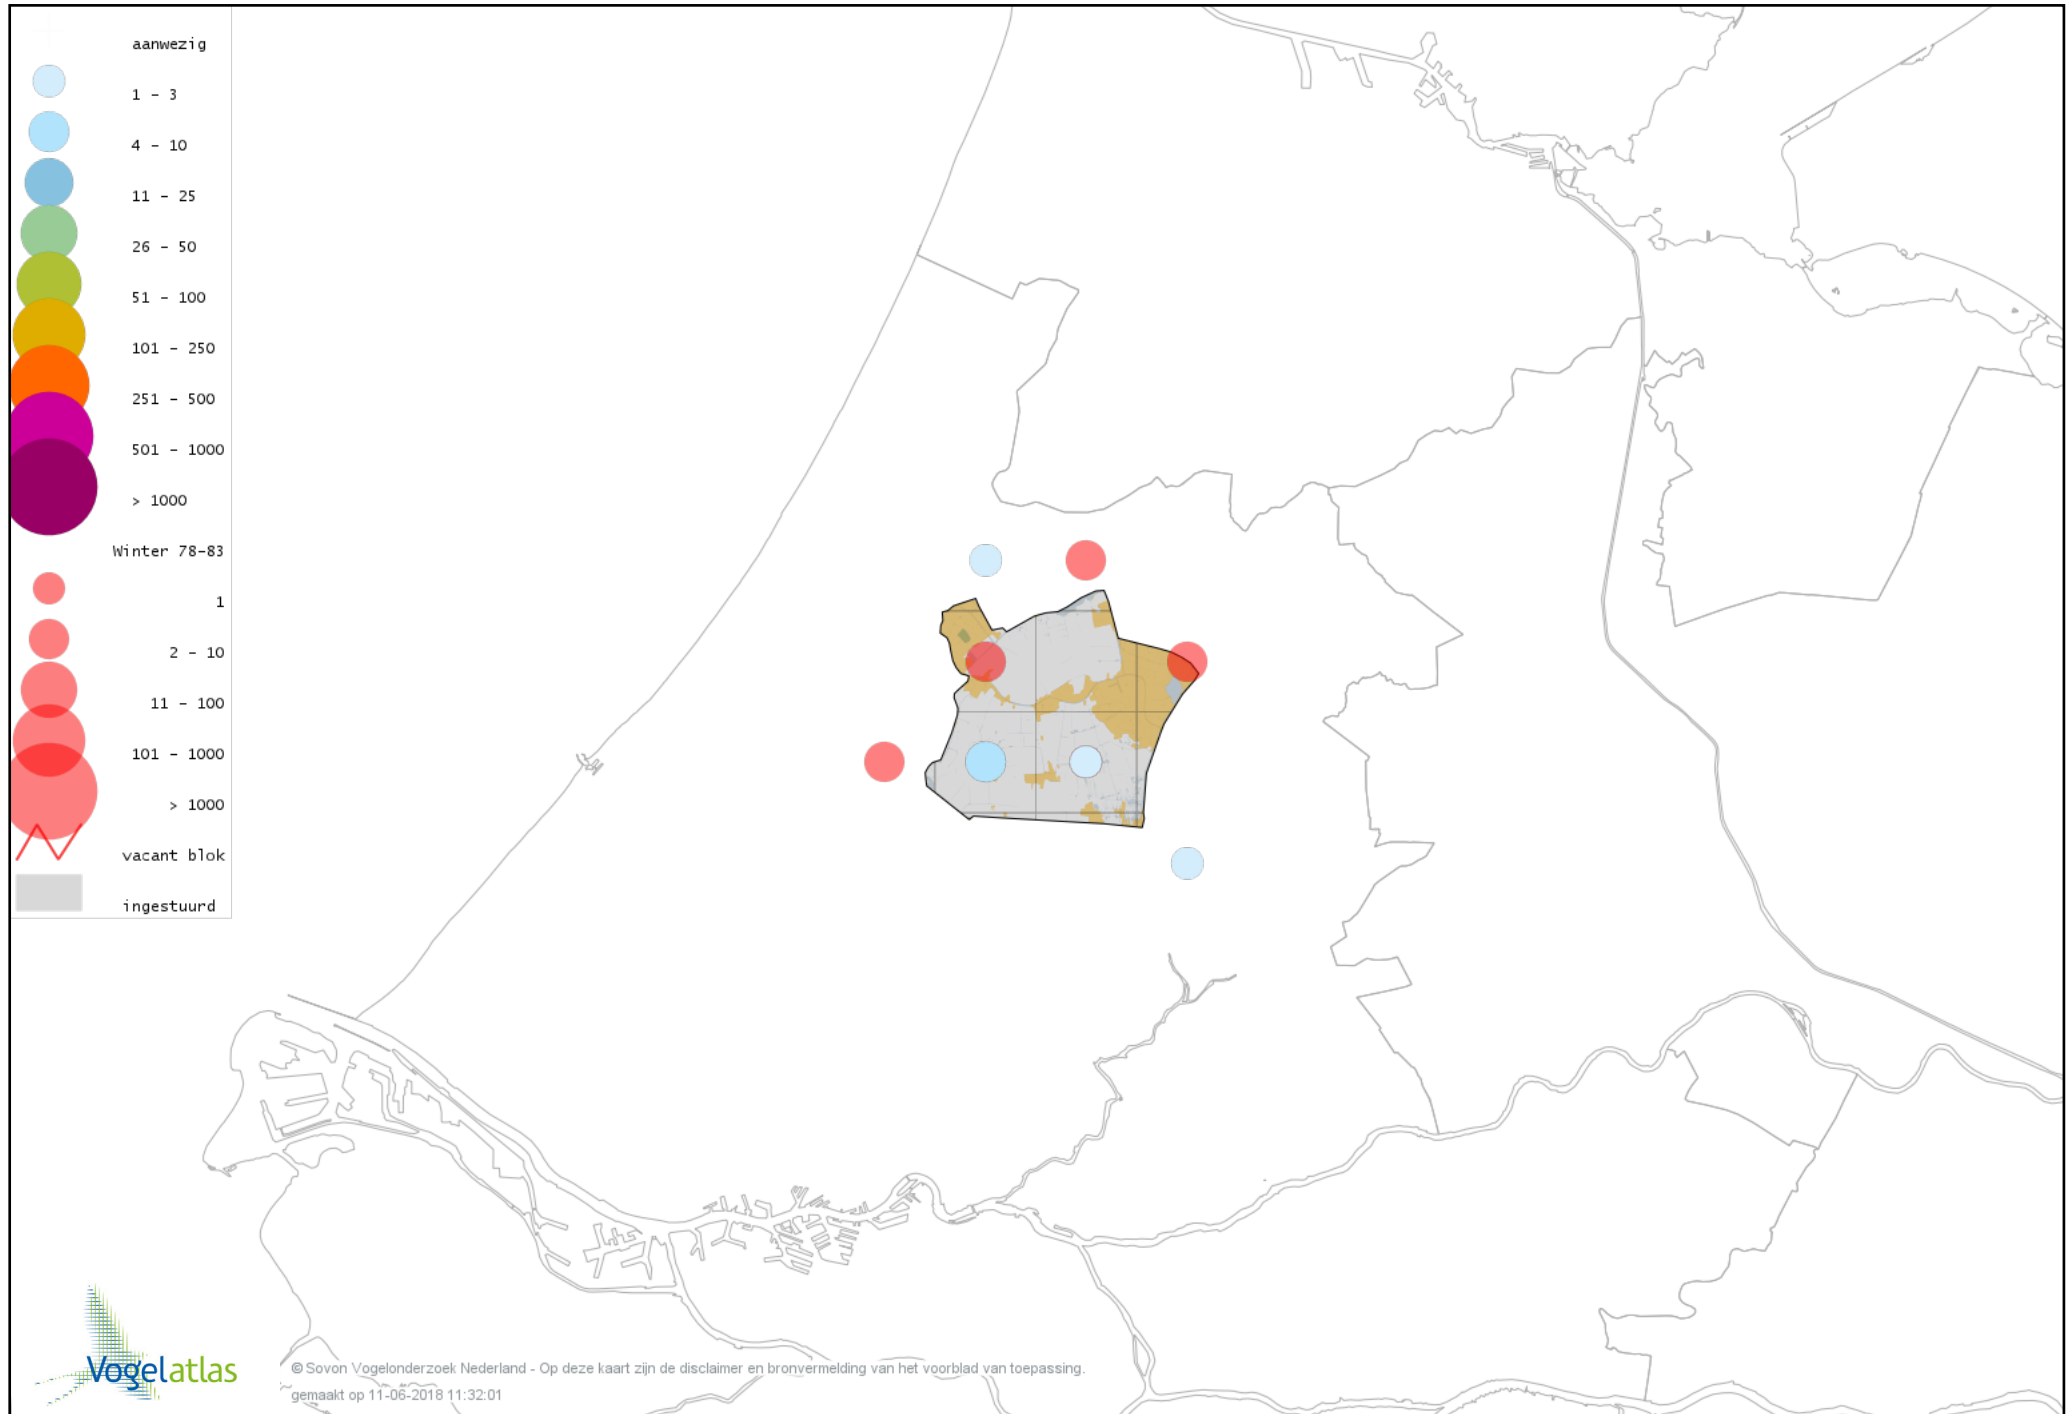 aanwezig
1 - 3
4 - 10
11 - 25
26 - 50
51 - 100
101 - 250
251 - 500
501 - 1000
> 1000
Winter 78-83
1
2 - 10
11 - 100
101 - 1000
> 1000
vacant blok
ingestuurd
Vogelatlas
© Sovon Vogelonderzoek Nederland - Op deze kaart zijn de disclaimer en bronvermelding van het voorblad van toepassing.
gemaakt op 11-06-2018 11:32:01